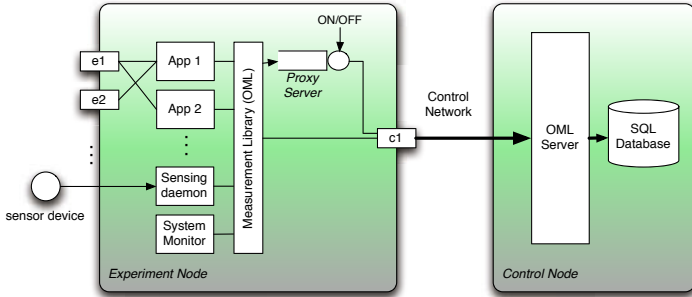 ON/OFF
e1
e2
App 1
App 2
Sensing
daemon
System
Monitor
Measurement Library (OML)
Proxy
Server
c1
Control
Network
OML
Server
SQL
Database
sensor device
Experiment Node
Control Node